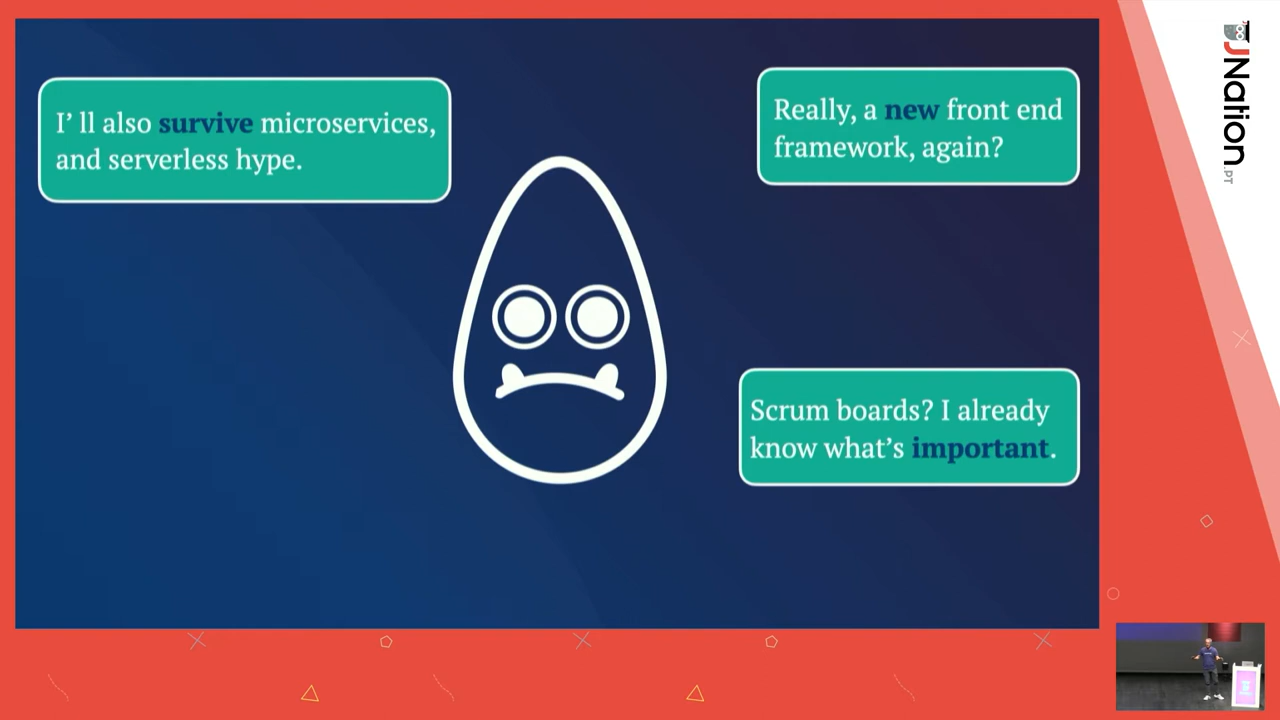 I’ ll also survive microservices,
and serverless hype.
Really, a new front end
framework, again?
Scrum boards? I already
know what’s important.
JNation
.PT